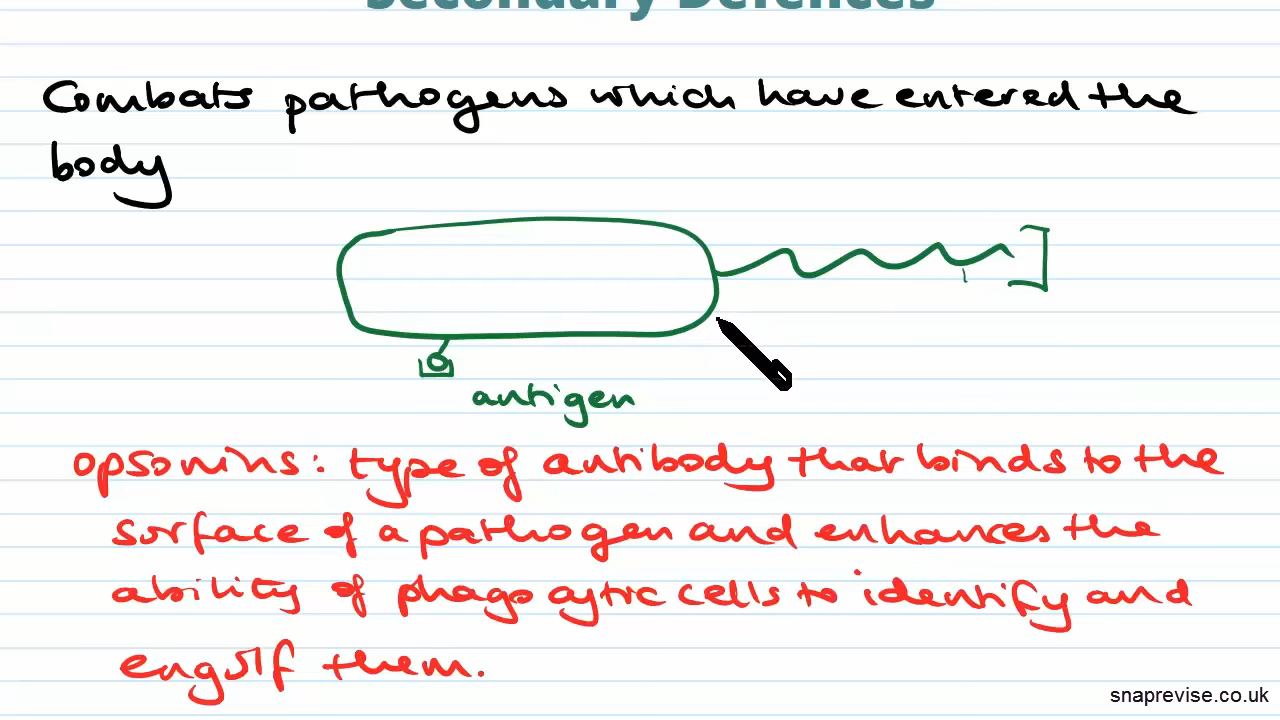 Secondary Defences
Combats pathogens which have entered the
body
antigen
opsonins: type of antibody that binds to the
surface of a pathogen and enhances the
ability of phagocytic cells to identify and
engulf them.
snaprevise.co.uk